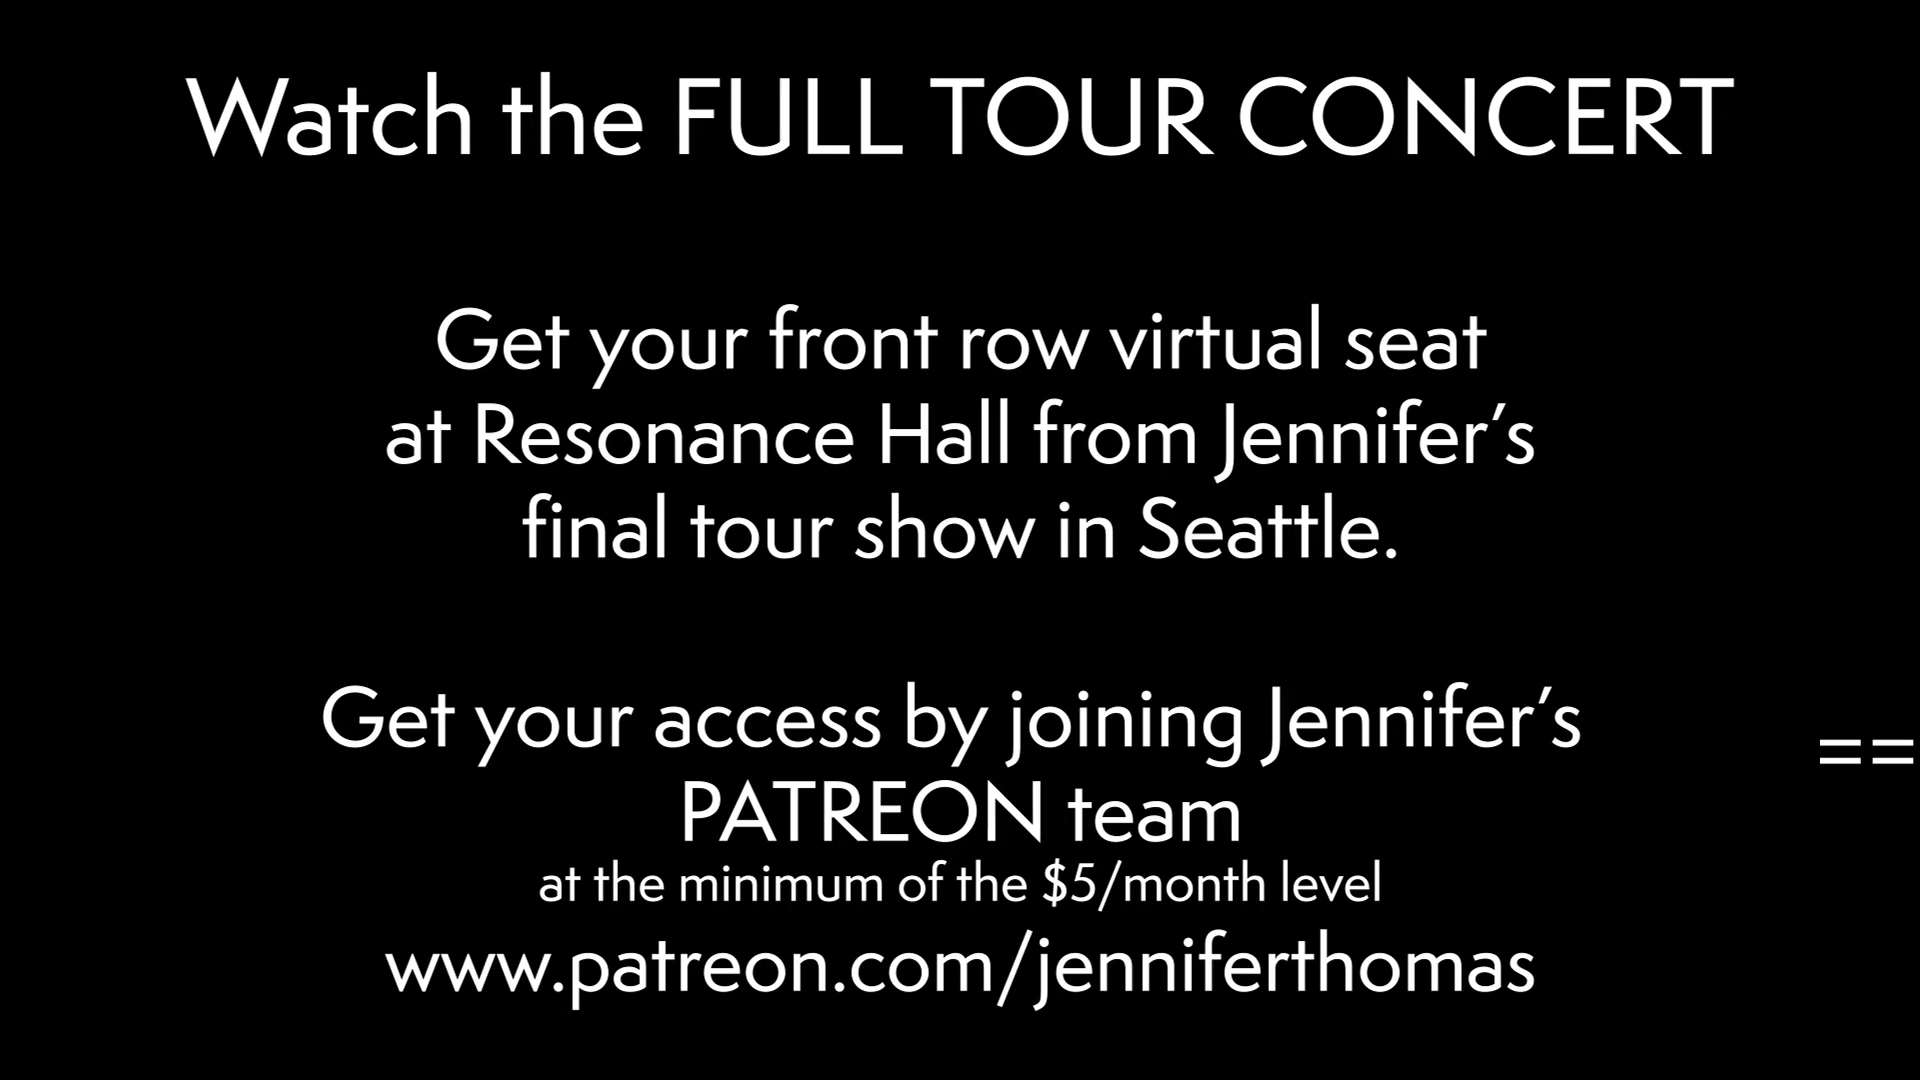 Watch the FULL TOUR CONCERT
Get your front row virtual seat
at Resonance Hall from Jennifer’s
final tour show in Seattle.
Get your access by joining Jennifer’s
==
PATREON team
at the minimum of the $5/month level
www.patreon.com/jenniferthomas